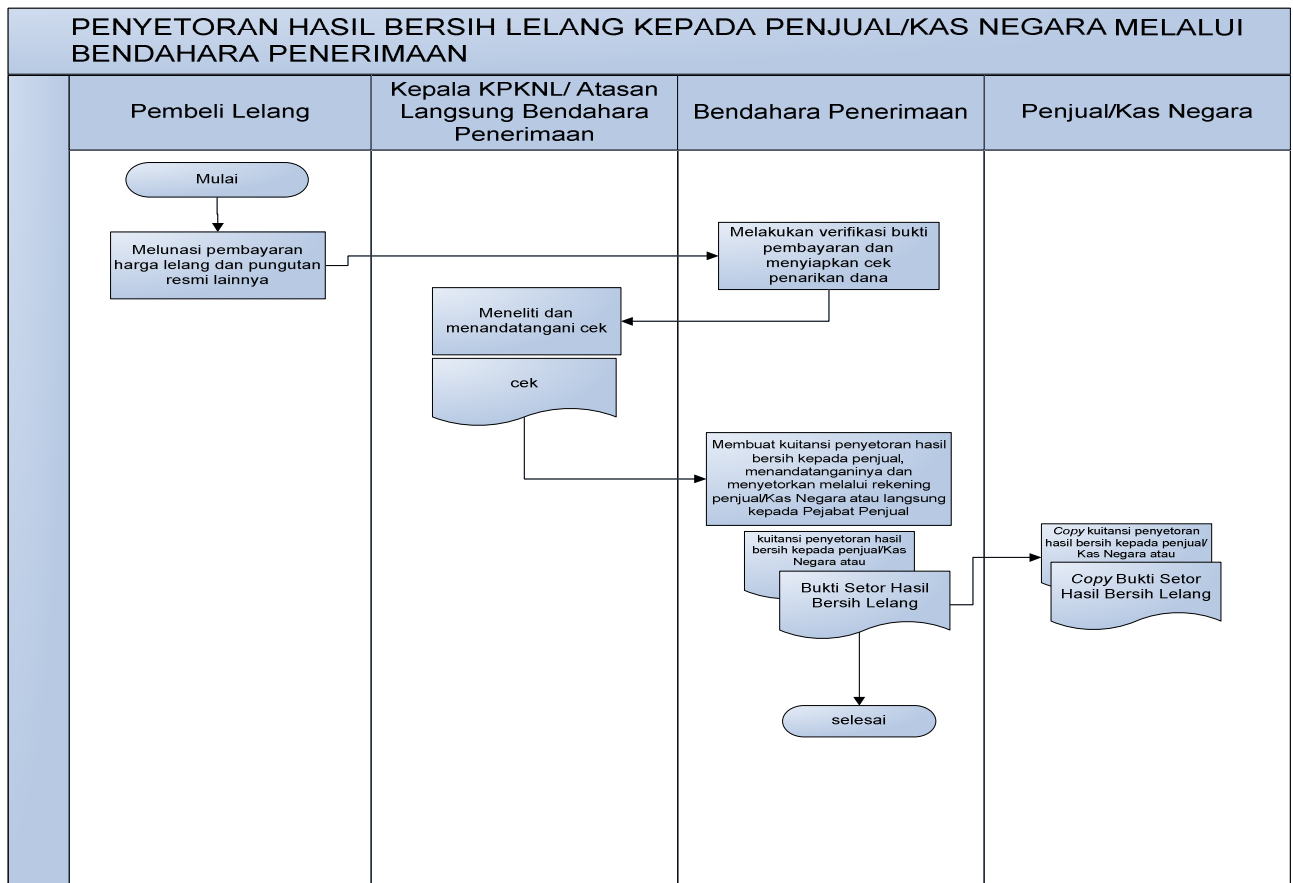 PENYETORAN HASIL BERSIH LELANG KEPADA PENJUAL/KAS NEGARA MELALUI
BENDAHARA PENERIMAAN
Pembeli Lelang
Kepala KPKNL/ Atasan
Langsung Bendahara
Penerimaan
Bendahara Penerimaan
Penjual/Kas Negara
Mulai
Melunasi pembayaran
harga lelang dan pungutan
resmi lainnya
Melakukan verifikasi bukti
pembayaran dan
menyiapkan cek
penarikan dana
Meneliti dan
menandatangani cek
cek
Membuat kuitansi penyetoran hasil
bersih kepada penjual,
menandatanganinya dan
menyetorkan melalui rekening
penjual/Kas Negara atau langsung
kepada Pejabat Penjual
kuitansi penyetoran hasil
bersih kepada penjual/Kas
Negara atau
Bukti Setor Hasil
Bersih Lelang
Copy kuitansi penyetoran
hasil bersih kepada penjual/
Kas Negara atau
Copy Bukti Setor
Hasil Bersih Lelang
selesai